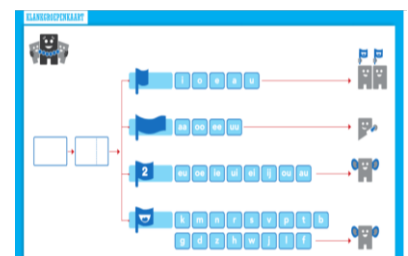 KLANKGROEPENKAART
i o e a u
aa oo ee uu
2 eu oe ie ui ei ij ou au
k m n r s v p t b
g d z h w j l f